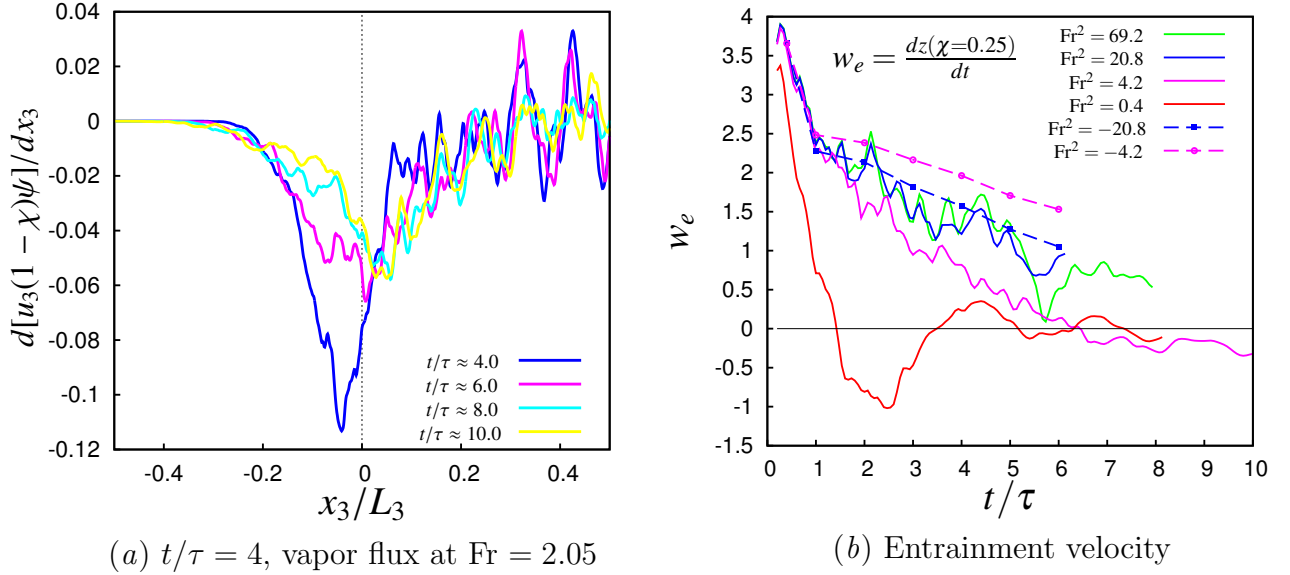 0.04
0.02
0
-0.02
-0.04
-0.06
-0.08
-0.1
-0.12
d[u₃(1 − χ)ψ]/dx₃
-0.4
-0.2
0
0.2
0.4
x₃/L₃
t/τ ≈ 4.0
t/τ ≈ 6.0
t/τ ≈ 8.0
t/τ ≈ 10.0
(a) t/τ = 4, vapor flux at Fr = 2.05
4
3.5
3
2.5
2
1.5
1
0.5
0
-0.5
-1
-1.5
wₑ
wₑ = dz(χ=0.25)/dt
Fr² = 69.2
Fr² = 20.8
Fr² = 4.2
Fr² = 0.4
Fr² = −20.8
Fr² = −4.2
0
1
2
3
4
5
6
7
8
9
10
t/τ
(b) Entrainment velocity